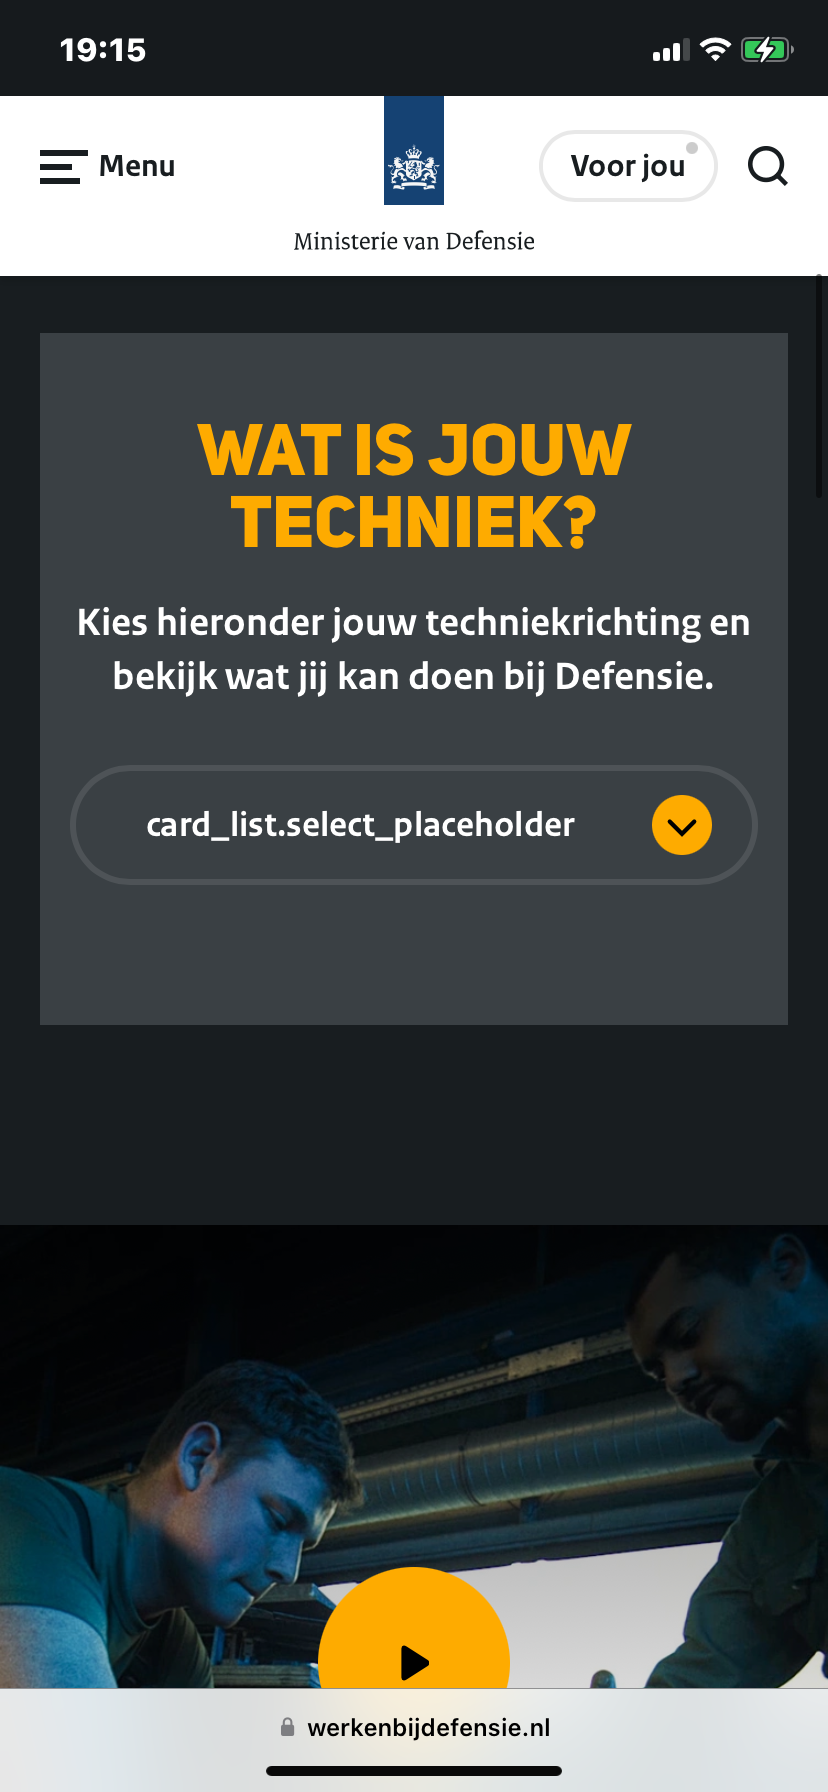 19:15
Menu
Voor jou
Ministerie van Defensie
WAT IS JOUW
TECHNIEK?
Kies hieronder jouw techniekrichting en
bekijk wat jij kan doen bij Defensie.
card_list.select_placeholder
werkenbijdefensie.nl